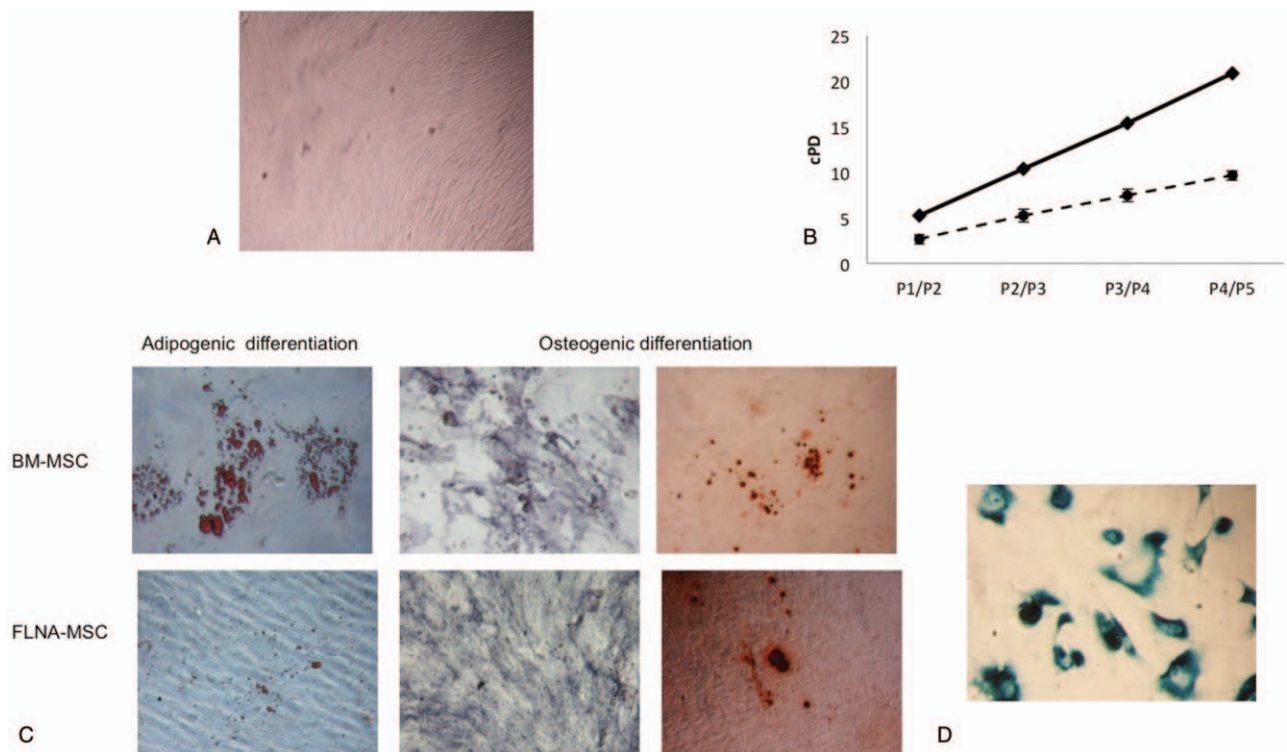 A
25
20
15
10
5
0
cPD
B
P1/P2 P2/P3 P3/P4 P4/P5
Adipogenic differentiation
Osteogenic differentiation
BM-MSC
FLNA-MSC
C
D